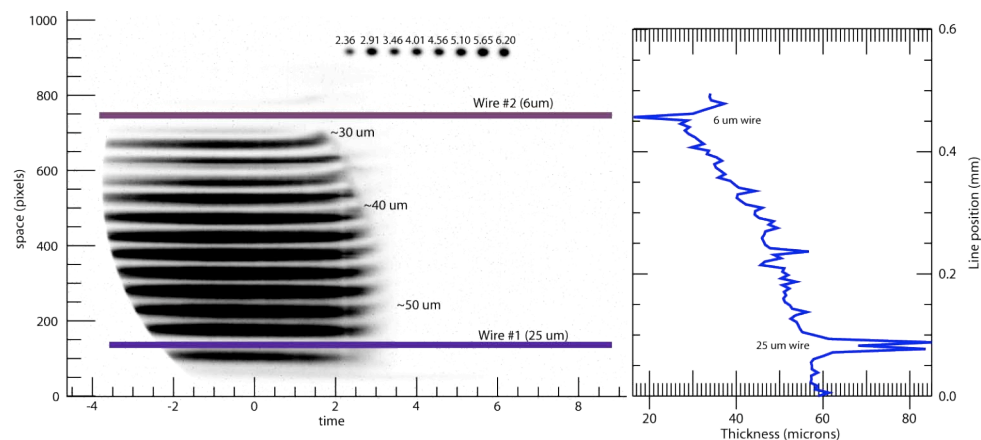 1000
800
600
400
200
0
space (pixels)
-4
-2
0
2
4
6
8
time
2.36 2.91 3.46 4.01 4.56 5.10 5.65 6.20
Wire #2 (6um)
~30 um
~40 um
~50 um
Wire #1 (25 um)
0.6
0.4
0.2
0.0
Line position (mm)
6 um wire
25 um wire
20
40
60
80
Thickness (microns)